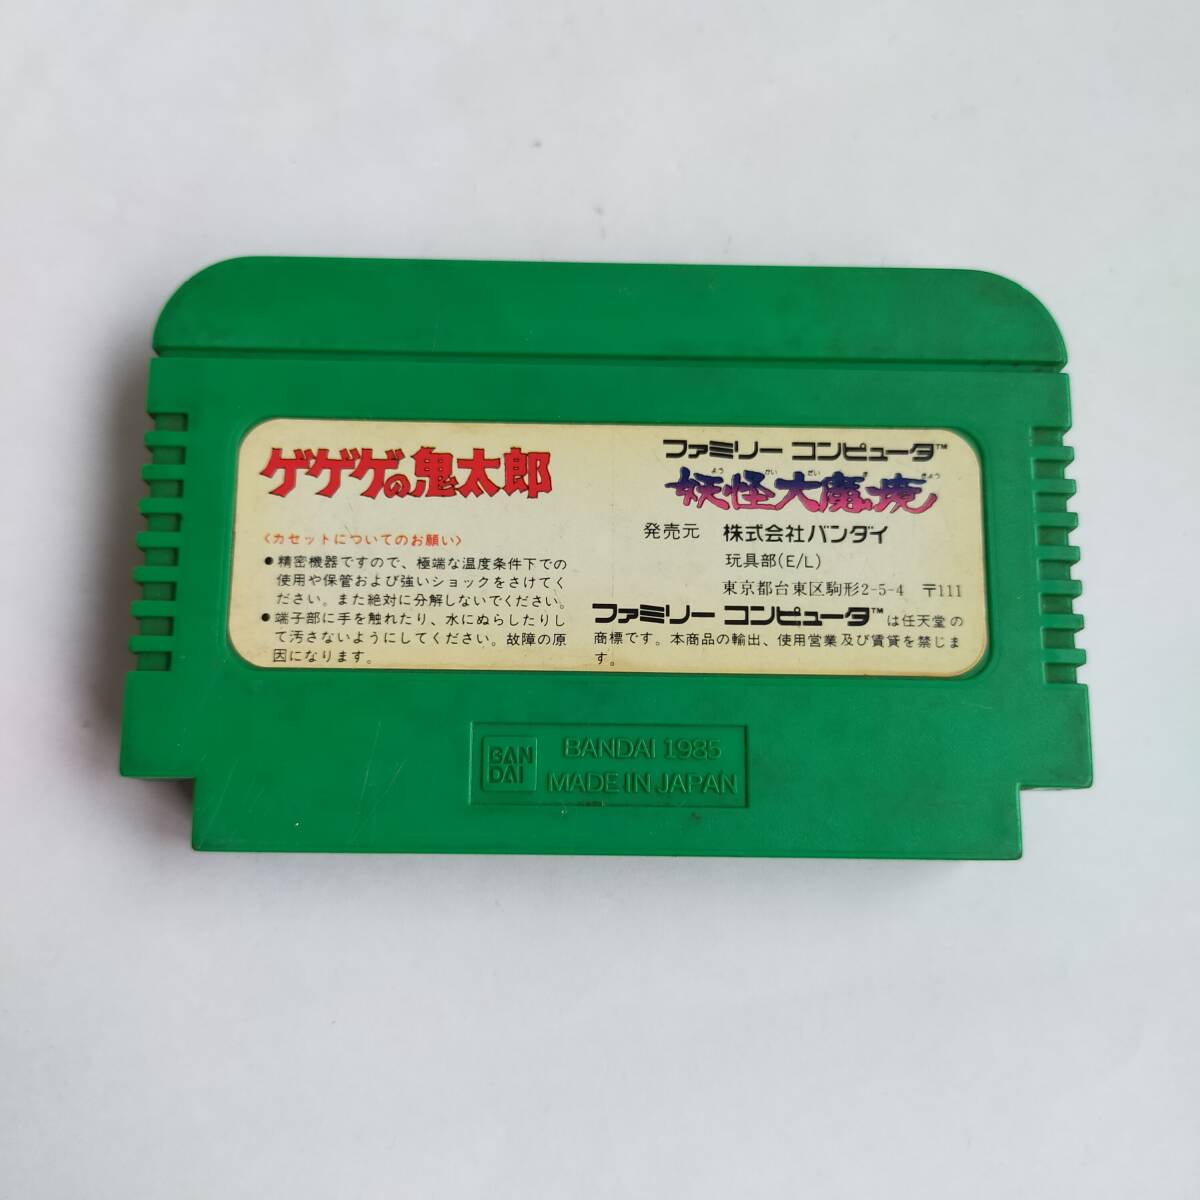 ゲゲゲの鬼太郎
〈カセットについてのお願い〉
●精密機器ですので、極端な温度条件下での
使用や保管および強いショックをさけてく
ださい。また絶対に分解しないでください。
●端子部に手を触れたり、水にぬらしたりし
て汚さないようにしてください。故障の原
因になります。
ファミリー コンピュータ™
よう かい だい ま きょう
妖怪大魔境
発売元 株式会社バンダイ
玩具部(E/L)
東京都台東区駒形2-5-4 〒111
ファミリー コンピュータ™は任天堂の
商標です。本商品の輸出、使用営業及び賃貸を禁じま
す。
BAN
DAI
BANDAI 1985
MADE IN JAPAN